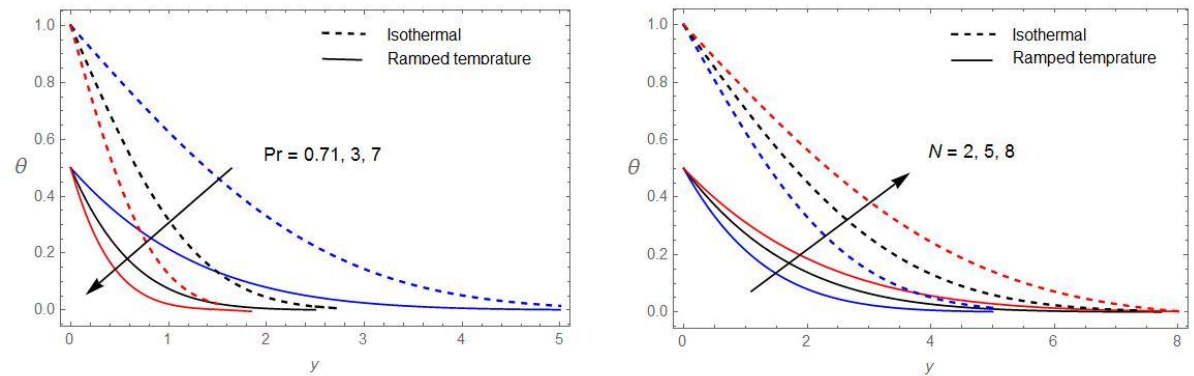 1.0
0.8
0.6
0.4
0.2
0.0
θ
Isothermal
Ramped temprature
Pr = 0.71, 3, 7
0 1 2 3 4 5
y
1.0
0.8
0.6
0.4
0.2
0.0
θ
Isothermal
Ramped temprature
N = 2, 5, 8
0 2 4 6 8
y